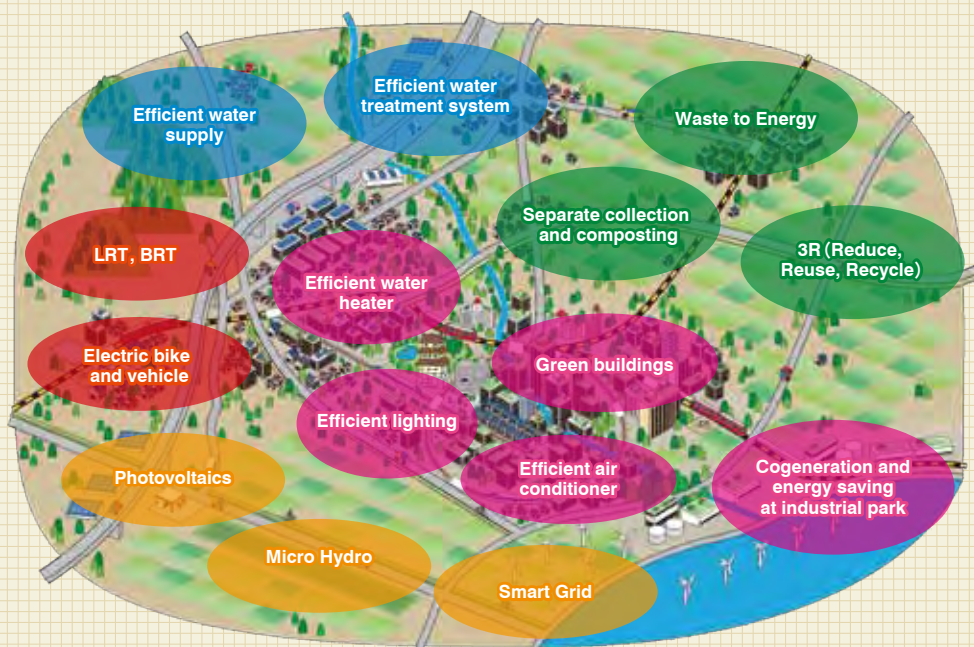 Efficient water
supply
Efficient water
treatment system
Waste to Energy
Separate collection
and composting
3R（Reduce,
Reuse, Recycle）
LRT, BRT
Efficient water
heater
Electric bike
and vehicle
Green buildings
Efficient lighting
Efficient air
conditioner
Cogeneration and
energy saving
at industrial park
Photovoltaics
Micro Hydro
Smart Grid